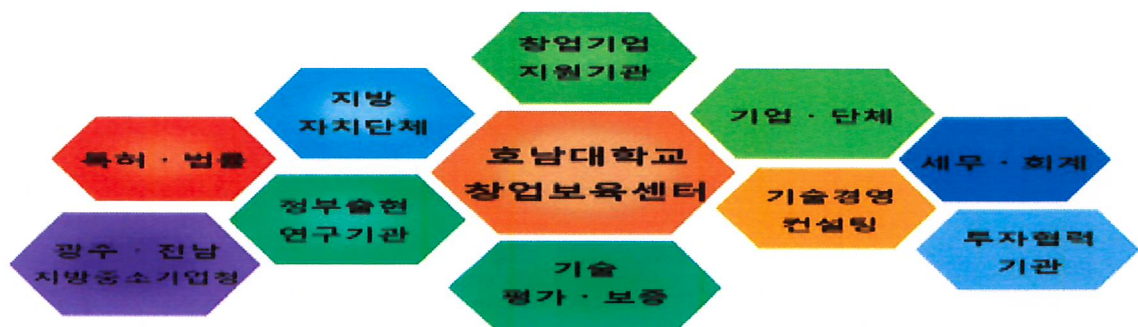 창업기업
지원기관
지방
자치단체
기업 · 단체
특허 · 법률
호남대학교
창업보육센터
세무 · 회계
정부출현
연구기관
기술경영
컨설팅
광주 · 전남
지방중소기업청
기술
평가 · 보증
투자협력
기관